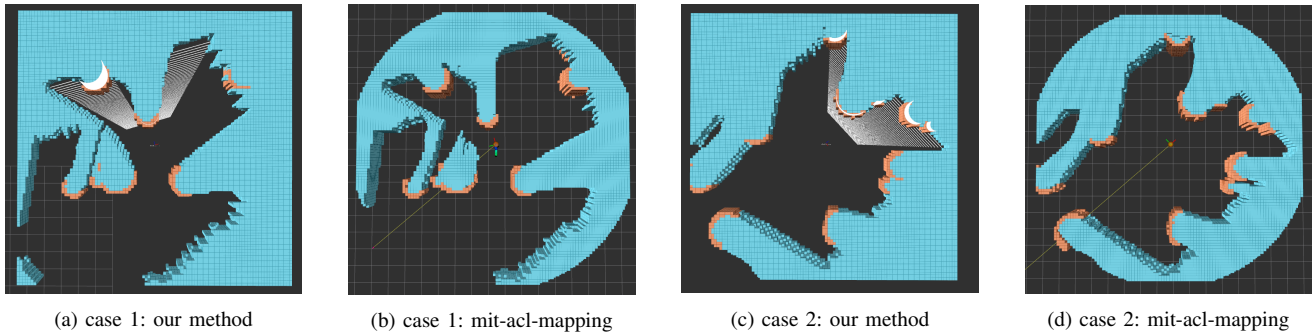 (a) case 1: our method
(b) case 1: mit-acl-mapping
(c) case 2: our method
(d) case 2: mit-acl-mapping